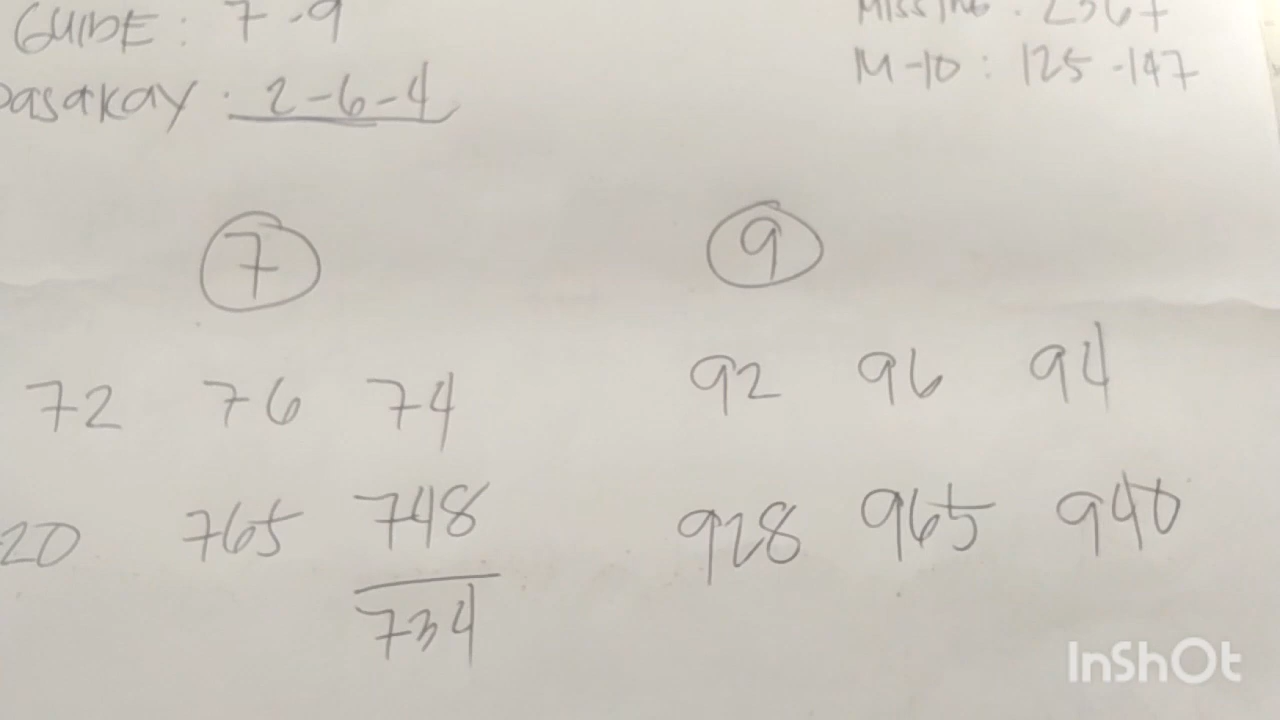 GUIDE : 7-9
Pasakay : 2-6-4
M-10 : 125-147
7
9
72 76 74
92 96 94
20 765 748
928 965 940
734
InShOt